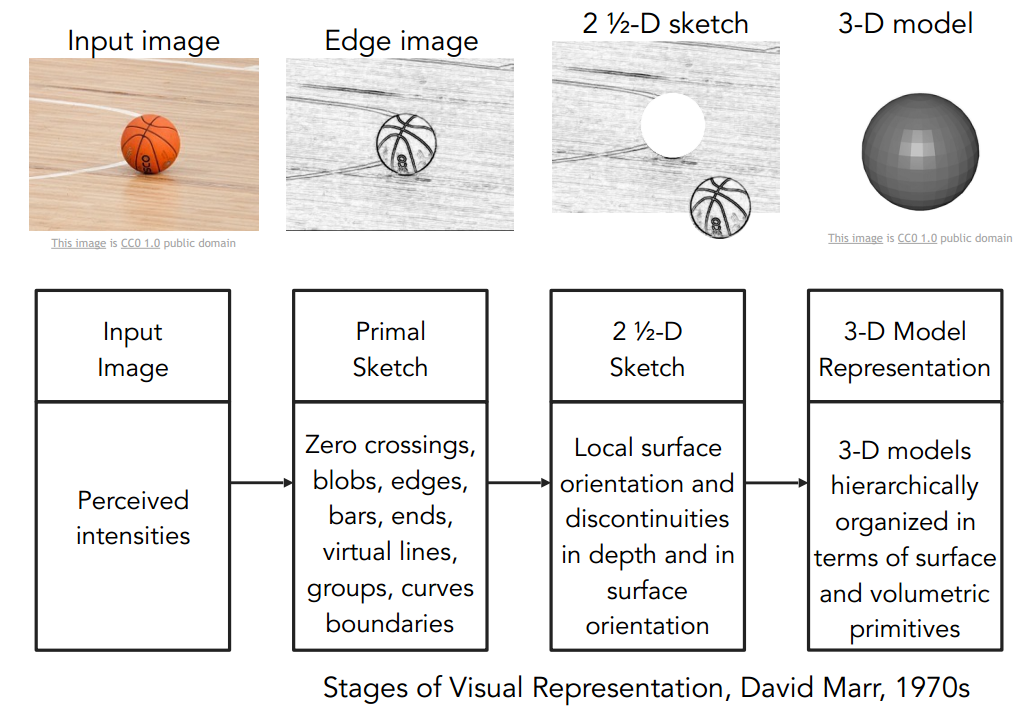 Input image
Edge image
2 ½-D sketch
3-D model
SCO
SCO
SCO
This image is CC0 1.0 public domain
This image is CC0 1.0 public domain
Input
Image
Primal
Sketch
2 ½-D
Sketch
3-D Model
Representation
Perceived
intensities
Zero crossings,
blobs, edges,
bars, ends,
virtual lines,
groups, curves
boundaries
Local surface
orientation and
discontinuities
in depth and in
surface
orientation
3-D models
hierarchically
organized in
terms of surface
and volumetric
primitives
Stages of Visual Representation, David Marr, 1970s